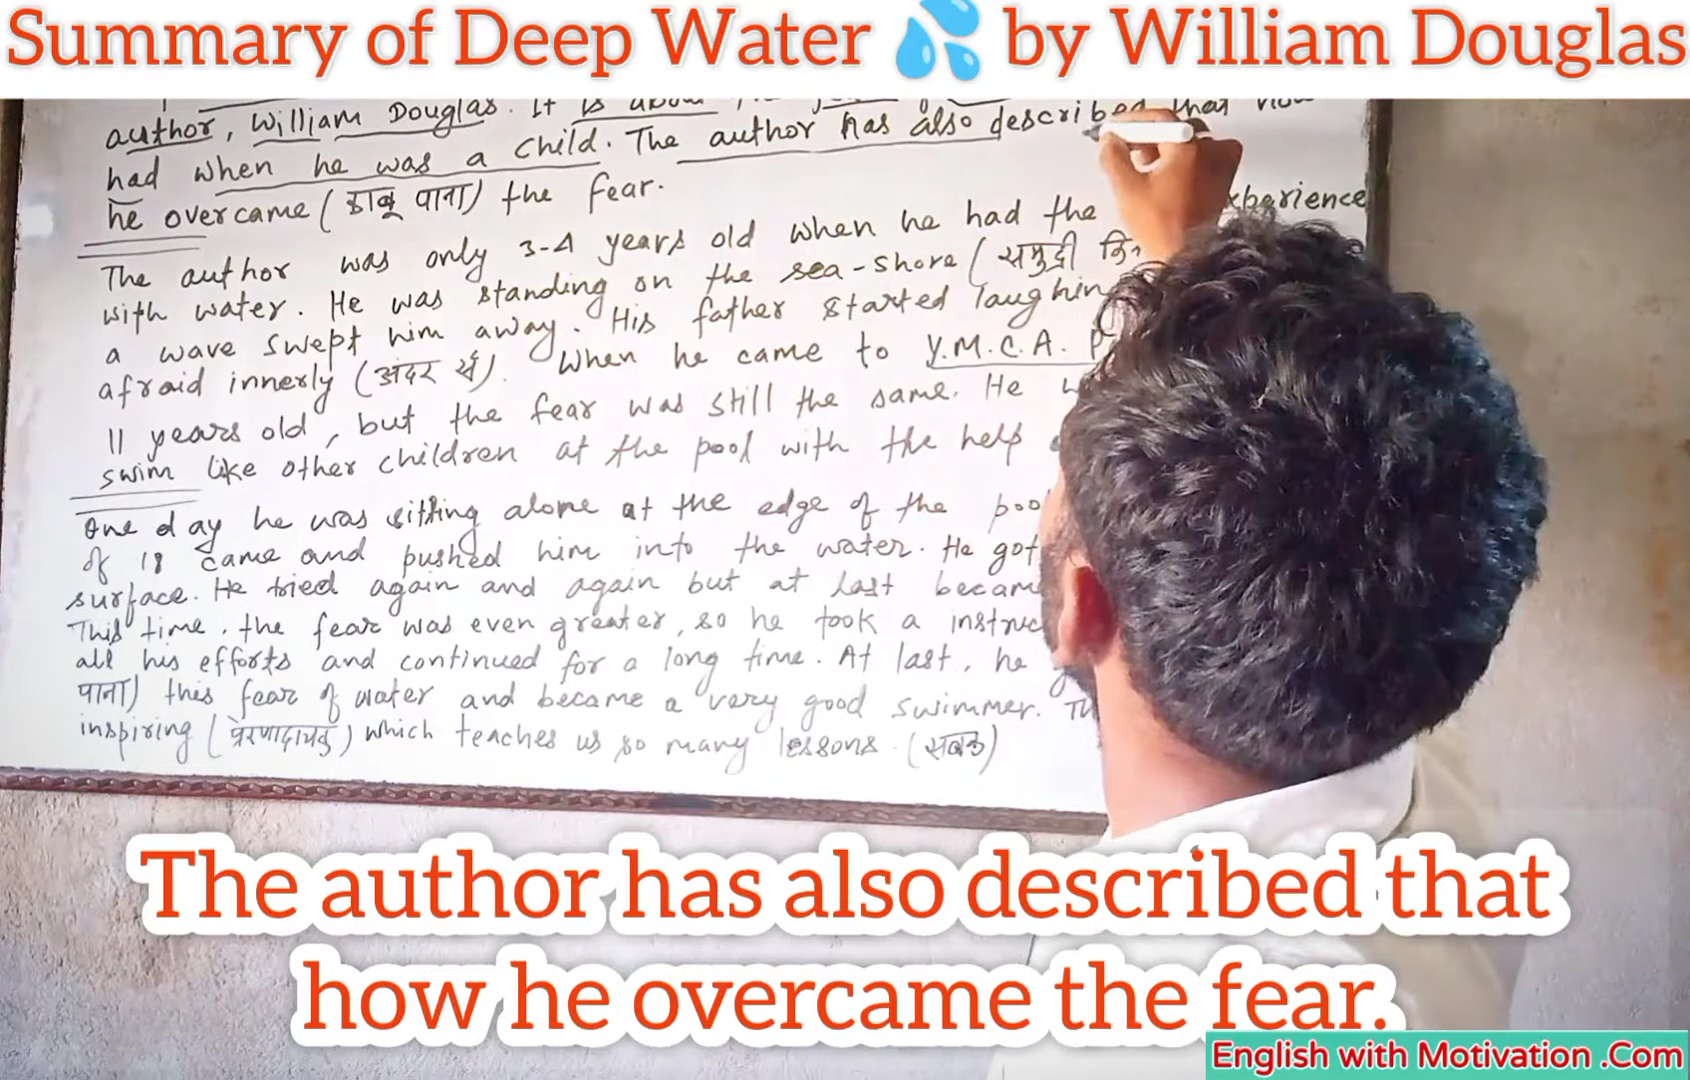 Summary of Deep Water 💦 by William Douglas
author, William Douglas. It is about
had when he was a child. The author has also described that how
he overcame (डाबू पाना) the fear.
The author was only 3-4 years old when he had the experience
with water. He was standing on the sea-shore (समुद्री
a wave swept him away. His father started laughing
afraid innerly (अंदर से). When he came to Y.M.C.A. P
11 years old, but the fear was still the same. He
swim like other children at the pool with the help
One day he was sitting alone at the edge of the poo
of 18 came and pushed him into the water. He got
surface. He tried again and again but at last became
This time, the fear was even greater, so he took a instruc
all his efforts and continued for a long time. At last, he
पाना) this fear of water and became a very good swimmer. Th
inspiring (प्रेरणादायक) which teaches us so many lessons. (सबक)
The author has also described that
how he overcame the fear.
English with Motivation .Com